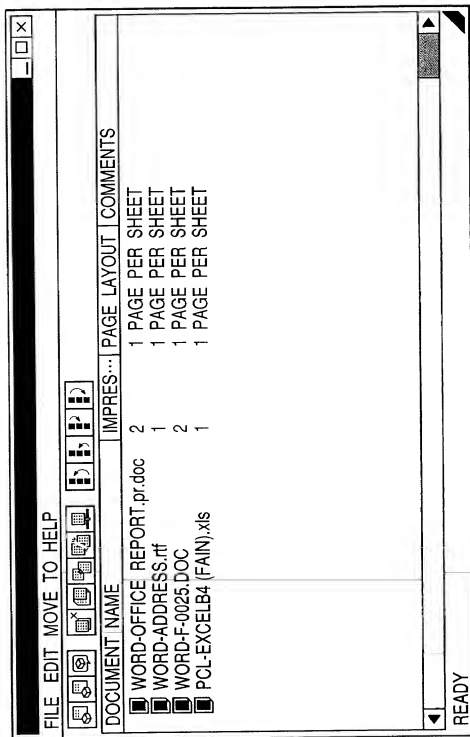 FILE EDIT MOVE TO HELP
DOCUMENT NAME IMPRES··· PAGE LAYOUT COMMENTS
WORD-OFFICE REPORT.pr.doc 2 1 PAGE PER SHEET
WORD-ADDRESS.rtf 1 1 PAGE PER SHEET
WORD-F-0025.DOC 2 1 PAGE PER SHEET
PCL-EXCELB4 (FAIN).xls 1 1 PAGE PER SHEET
READY